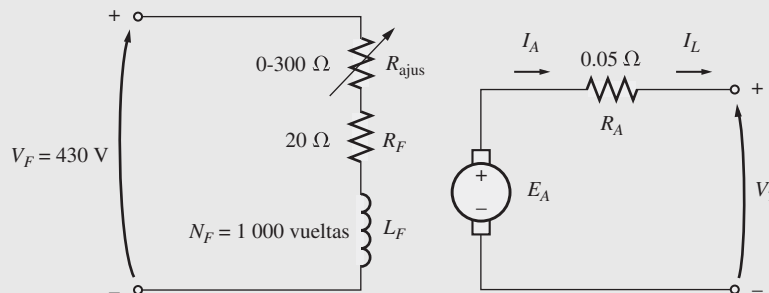 +
0-300 Ω
R_ajus
20 Ω
R_F
V_F = 430 V
N_F = 1 000 vueltas
L_F
–
I_A
0.05 Ω
I_L
R_A
+
+
–
E_A
V
–